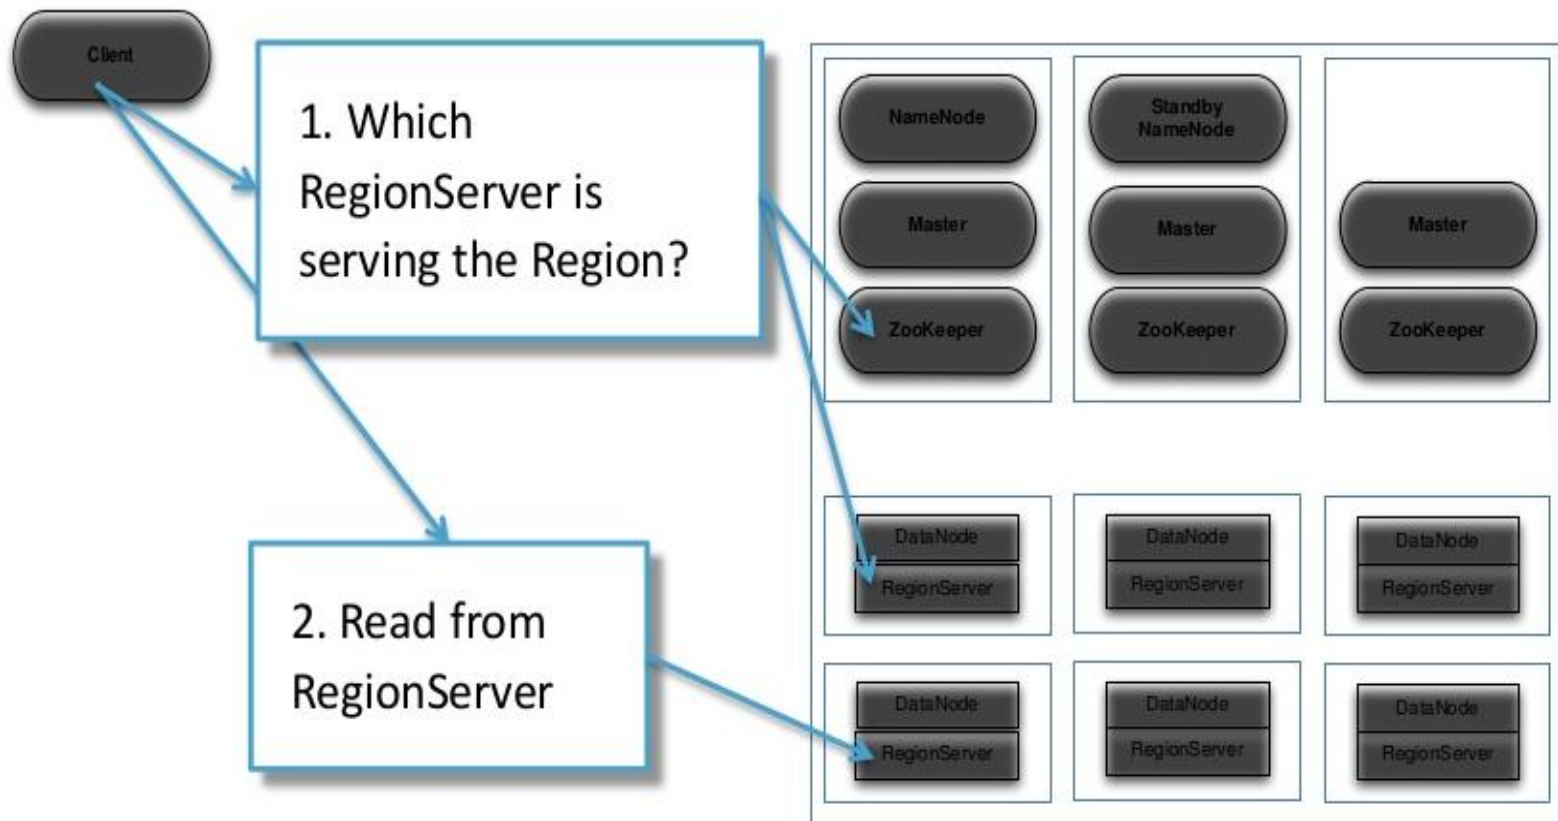 Client
1. Which
RegionServer is
serving the Region?
2. Read from
RegionServer
NameNode
Master
ZooKeeper
Standby
NameNode
Master
ZooKeeper
Master
ZooKeeper
DataNode
RegionServer
DataNode
RegionServer
DataNode
RegionServer
DataNode
RegionServer
DataNode
RegionServer
DataNode
RegionServer